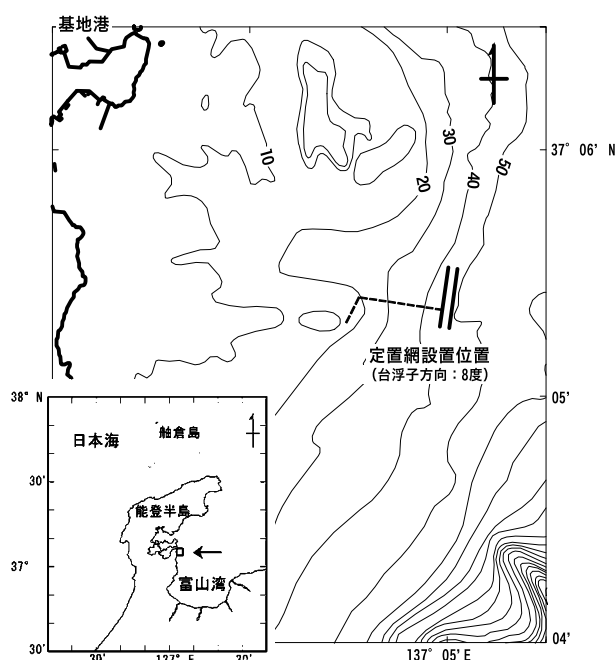 基地港
10
20
30
40
50
37° 06′ N
定置網設置位置
(台浮子方向：8度)
05′
04′
137° 05′ E
38° N
日本海
舳倉島
30′
能登半島
37°
富山湾
30′
30′
137° E
30′